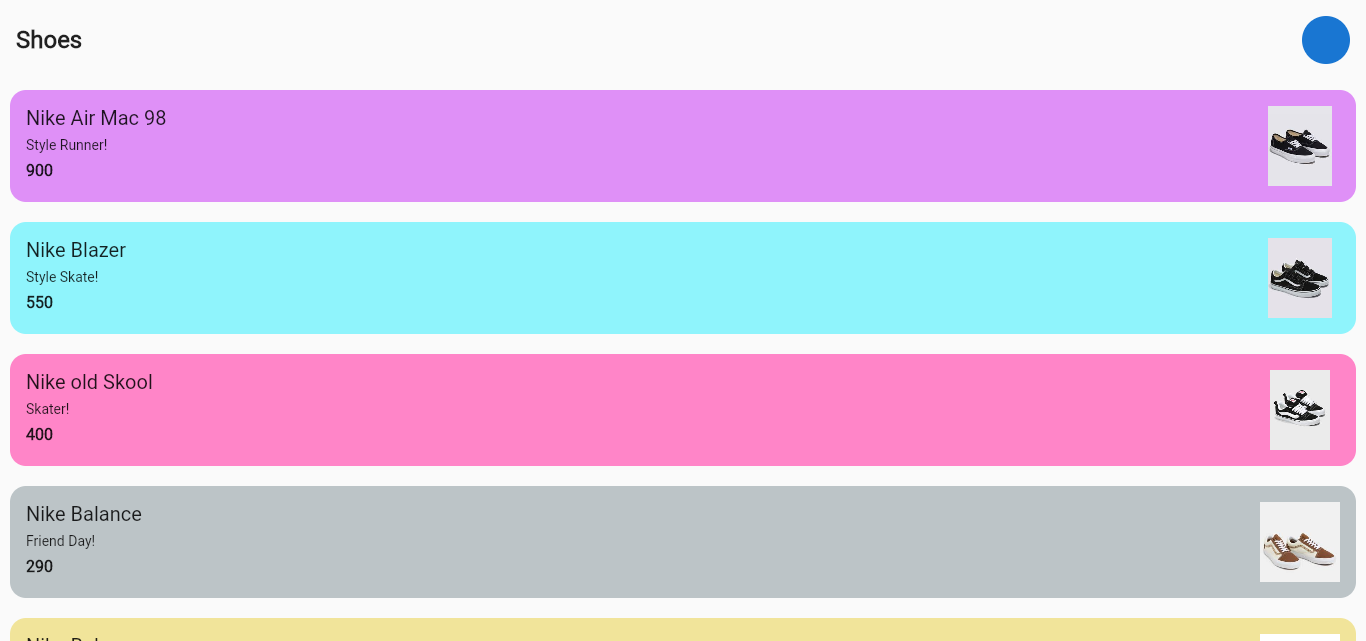 Shoes
Nike Air Mac 98
Style Runner!
900
Nike Blazer
Style Skate!
550
Nike old Skool
Skater!
400
Nike Balance
Friend Day!
290
Nike